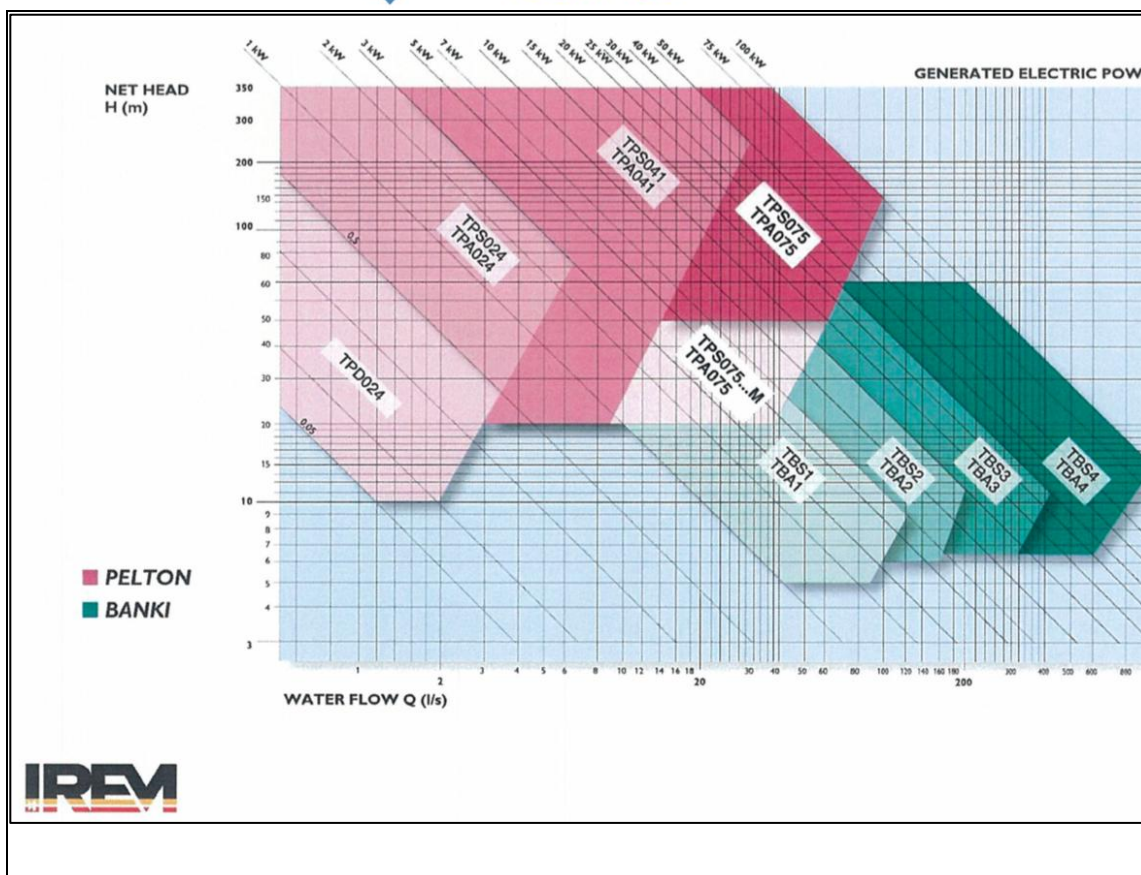 1 kW
2 kW
3 kW
5 kW
7 kW
10 kW
15 kW
20 kW
25 kW
30 kW
40 kW
50 kW
75 kW
100 kW
NET HEAD
H (m)
GENERATED ELECTRIC POW
350
300
200
150
100
80
60
50
40
30
20
15
10
9
8
7
6
5
4
3
0.5
0.05
TPS041
TPA041
TPS024
TPA024
TPS075
TPA075
TPD024
TPS075...M
TPA075
TBS1
TBA1
TBS2
TBA2
TBS3
TBA3
TBS4
TBA4
PELTON
BANKI
1 2 3 4 5 6 8 10 12 14 16 18 20 30 40 50 60 80 100 120 140 160 180 200 300 400 600 800
WATER FLOW Q (l/s)
IREM